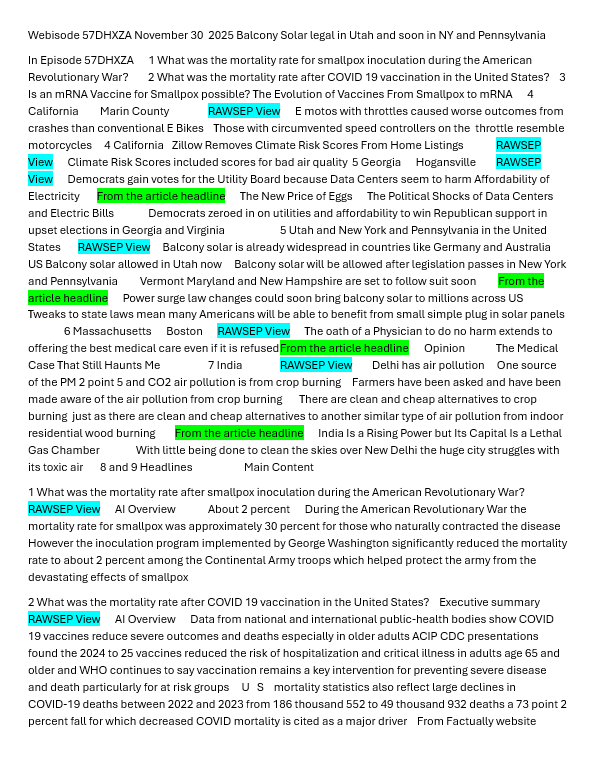 Webisode 57DHXZA November 30  2025 Balcony Solar legal in Utah and soon in NY and Pennsylvania
In Episode 57DHXZA     1 What was the mortality rate for smallpox inoculation during the American
Revolutionary War?      2 What was the mortality rate after COVID 19 vaccination in the United States?   3
Is an mRNA Vaccine for Smallpox possible? The Evolution of Vaccines From Smallpox to mRNA     4
California       Marin County       RAWSEP View     E motos with throttles caused worse outcomes from
crashes than conventional E Bikes   Those with circumvented speed controllers on the  throttle resemble
motorcycles    4 California   Zillow Removes Climate Risk Scores From Home Listings       RAWSEP
View     Climate Risk Scores included scores for bad air quality  5 Georgia     Hogansville       RAWSEP
View     Democrats gain votes for the Utility Board because Data Centers seem to harm Affordability of
Electricity     From the article headline     The New Price of Eggs     The Political Shocks of Data Centers
and Electric Bills          Democrats zeroed in on utilities and affordability to win Republican support in
upset elections in Georgia and Virginia                5 Utah and New York and Pennsylvania in the United
States     RAWSEP View    Balcony solar is already widespread in countries like Germany and Australia
US Balcony solar allowed in Utah now    Balcony solar will be allowed after legislation passes in New York
and Pennsylvania       Vermont Maryland and New Hampshire are set to follow suit soon       From the
article headline     Power surge law changes could soon bring balcony solar to millions across US
Tweaks to state laws mean many Americans will be able to benefit from small simple plug in solar panels
6 Massachusetts     Boston    RAWSEP View    The oath of a Physician to do no harm extends to
offering the best medical care even if it is refused From the article headline     Opinion         The Medical
Case That Still Haunts Me              7 India           RAWSEP View      Delhi has air pollution    One source
of the PM 2 point 5 and CO2 air pollution is from crop burning    Farmers have been asked and have been
made aware of the air pollution from crop burning     There are clean and cheap alternatives to crop
burning  just as there are clean and cheap alternatives to another similar type of air pollution from indoor
residential wood burning      From the article headline     India Is a Rising Power but Its Capital Is a Lethal
Gas Chamber          With little being done to clean the skies over New Delhi the huge city struggles with
its toxic air     8 and 9 Headlines              Main Content
1 What was the mortality rate after smallpox inoculation during the American Revolutionary War?
RAWSEP View     AI Overview         About 2 percent    During the American Revolutionary War the
mortality rate for smallpox was approximately 30 percent for those who naturally contracted the disease
However the inoculation program implemented by George Washington significantly reduced the mortality
rate to about 2 percent among the Continental Army troops which helped protect the army from the
devastating effects of smallpox
2 What was the mortality rate after COVID 19 vaccination in the United States?   Executive summary
RAWSEP View     AI Overview    Data from national and international public-health bodies show COVID
19 vaccines reduce severe outcomes and deaths especially in older adults ACIP CDC presentations
found the 2024 to 25 vaccines reduced the risk of hospitalization and critical illness in adults age 65 and
older and WHO continues to say vaccination remains a key intervention for preventing severe disease
and death particularly for at risk groups    U   S   mortality statistics also reflect large declines in
COVID-19 deaths between 2022 and 2023 from 186 thousand 552 to 49 thousand 932 deaths a 73 point 2
percent fall for which decreased COVID mortality is cited as a major driver   From Factually website